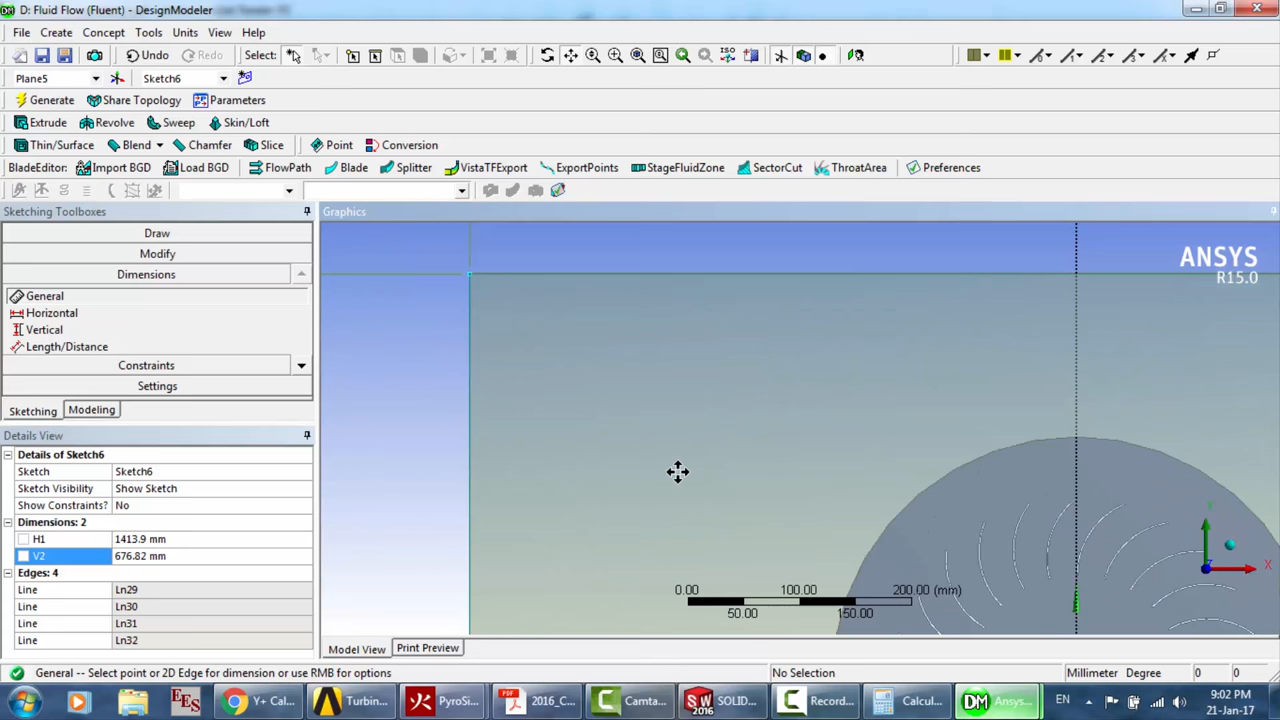 D: Fluid Flow (Fluent) - DesignModeler
File Create Concept Tools Units View Help
Undo Redo Select:
Plane5 Sketch6
Generate Share Topology Parameters
Extrude Revolve Sweep Skin/Loft
Thin/Surface Blend Chamfer Slice Point Conversion
BladeEditor: Import BGD Load BGD FlowPath Blade Splitter VistaTFExport ExportPoints StageFluidZone SectorCut ThroatArea Preferences
Sketching Toolboxes
Draw
Modify
Dimensions
General
Horizontal
Vertical
Length/Distance
Constraints
Settings
Sketching Modeling
Details View
Details of Sketch6
Sketch Sketch6
Sketch Visibility Show Sketch
Show Constraints? No
Dimensions: 2
H1 1413.9 mm
V2 676.82 mm
Edges: 4
Line Ln29
Line Ln30
Line Ln31
Line Ln32
Graphics
ANSYS
R15.0
0.00 100.00 200.00 (mm)
50.00 150.00
Y
X
Model View Print Preview
General -- Select point or 2D Edge for dimension or use RMB for options
No Selection
Millimeter Degree 0 0
EES Y+ Cal... Turbin... PyroSi... 2016_C... Camta... SOLID... Record... Calcul... Ansys...
EN
9:02 PM
21-Jan-17